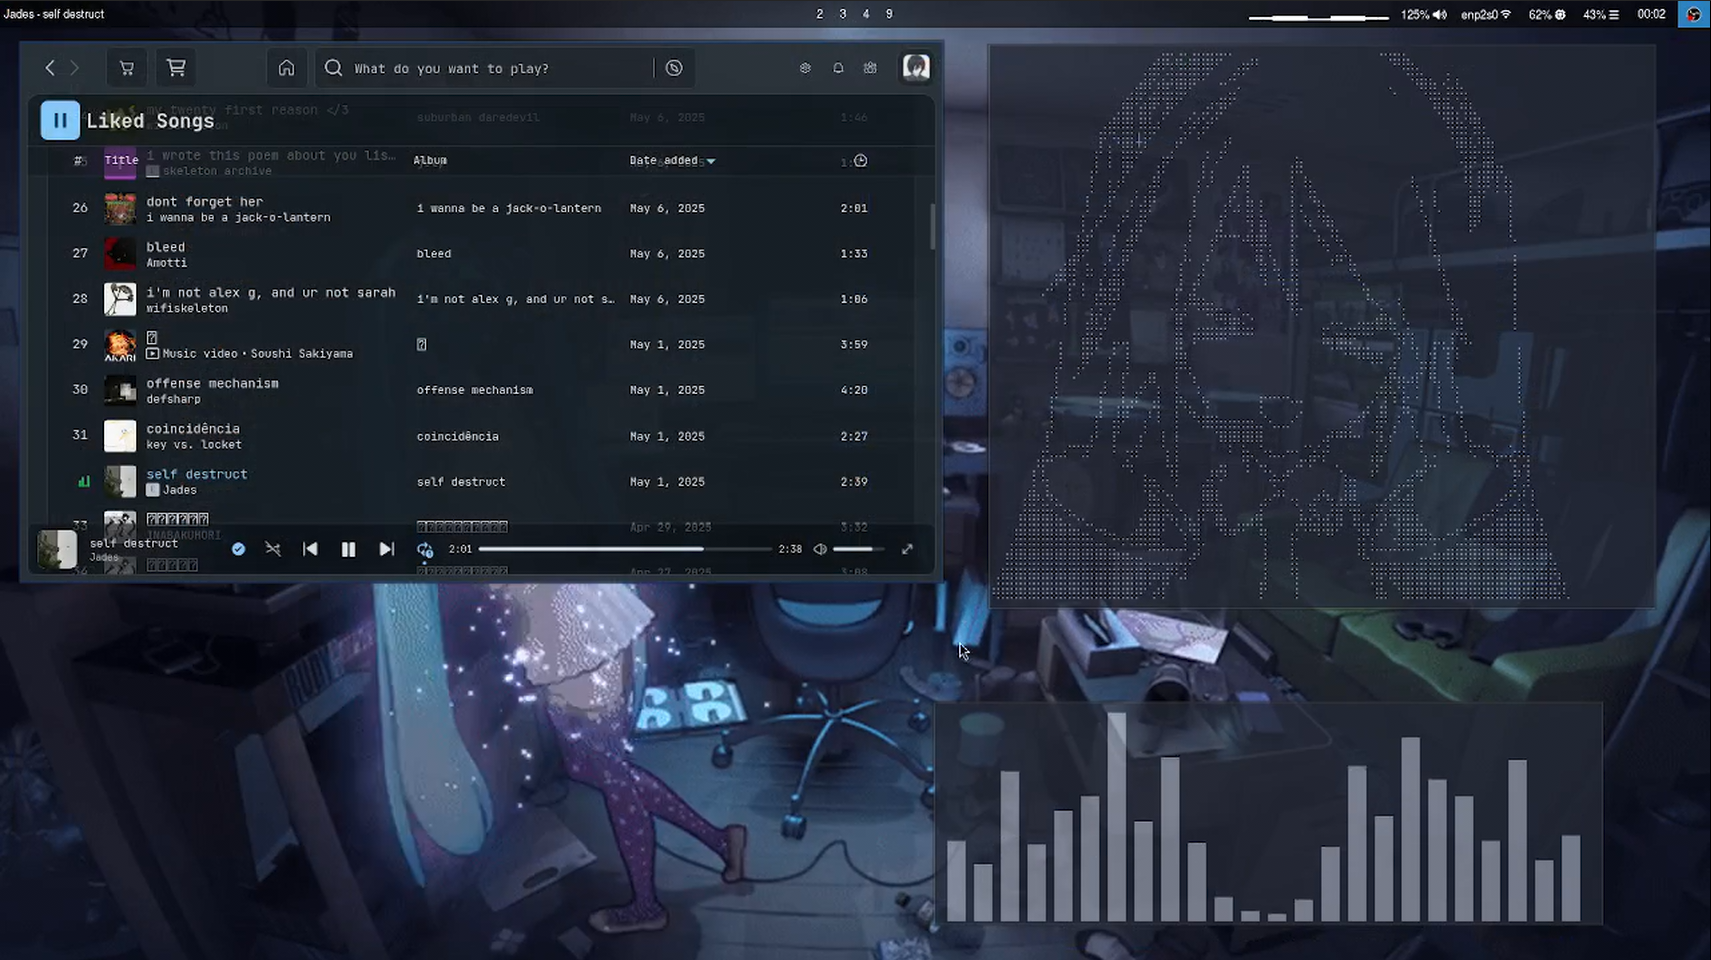 Jades - self destruct
2 3 4 9
125% enp2s0 62% 43% 00:02
What do you want to play?
my twenty first reason </3
suburban daredevil May 6, 2025 1:46
Liked Songs
# Title Album Date added
i wrote this poem about you lis…
skeleton archive
26 dont forget her i wanna be a jack-o-lantern May 6, 2025 2:01
i wanna be a jack-o-lantern
27 bleed bleed May 6, 2025 1:33
Amotti
28 i'm not alex g, and ur not sarah i'm not alex g, and ur not s… May 6, 2025 1:06
wifiskeleton
29 May 1, 2025 3:59
Music video • Soushi Sakiyama
AKARI
30 offense mechanism offense mechanism May 1, 2025 4:20
defsharp
31 coincidência coincidência May 1, 2025 2:27
key vs. locket
self destruct self destruct May 1, 2025 2:39
E Jades
33 Apr 29, 2025 3:32
INABAKUMORI
self destruct
Jades
2:01 2:38
34 Apr 27, 2025 3:08